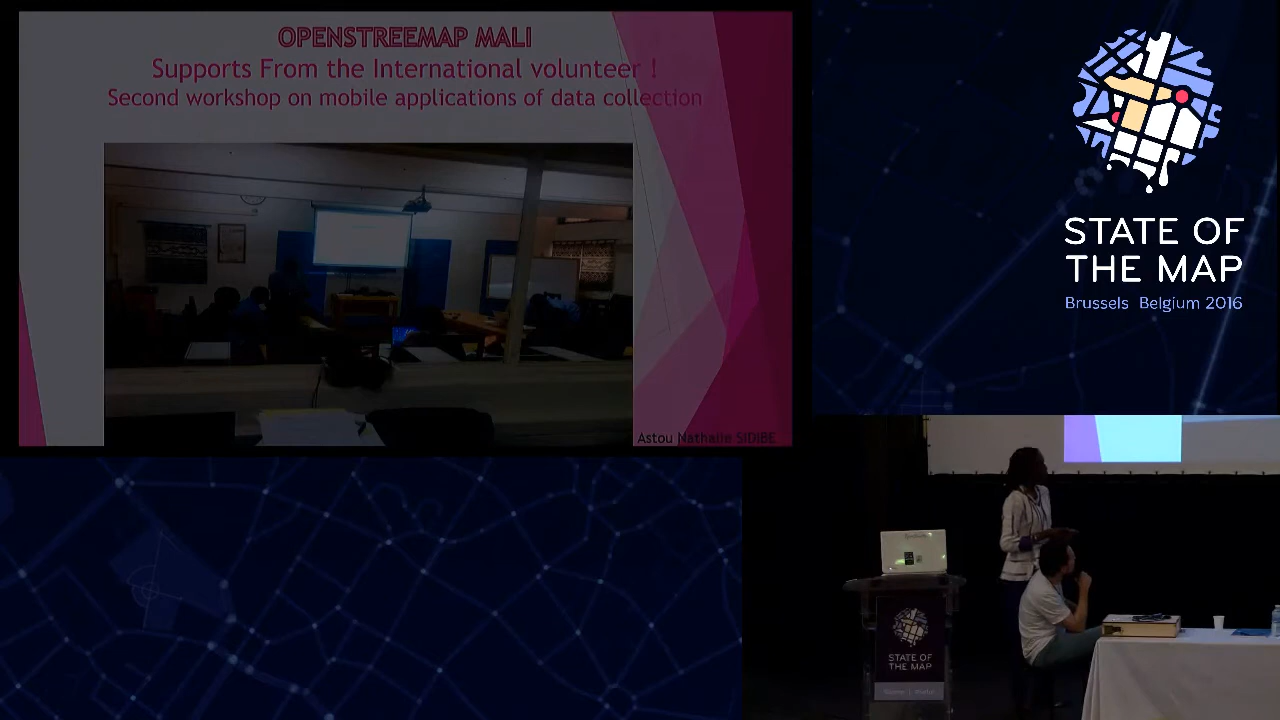 OPENSTREEMAP MALI
Supports From the International volunteer !
Second workshop on mobile applications of data collection
Astou Nathalie SIDIBE
STATE OF
THE MAP
Brussels Belgium 2016
STATE OF
THE MAP